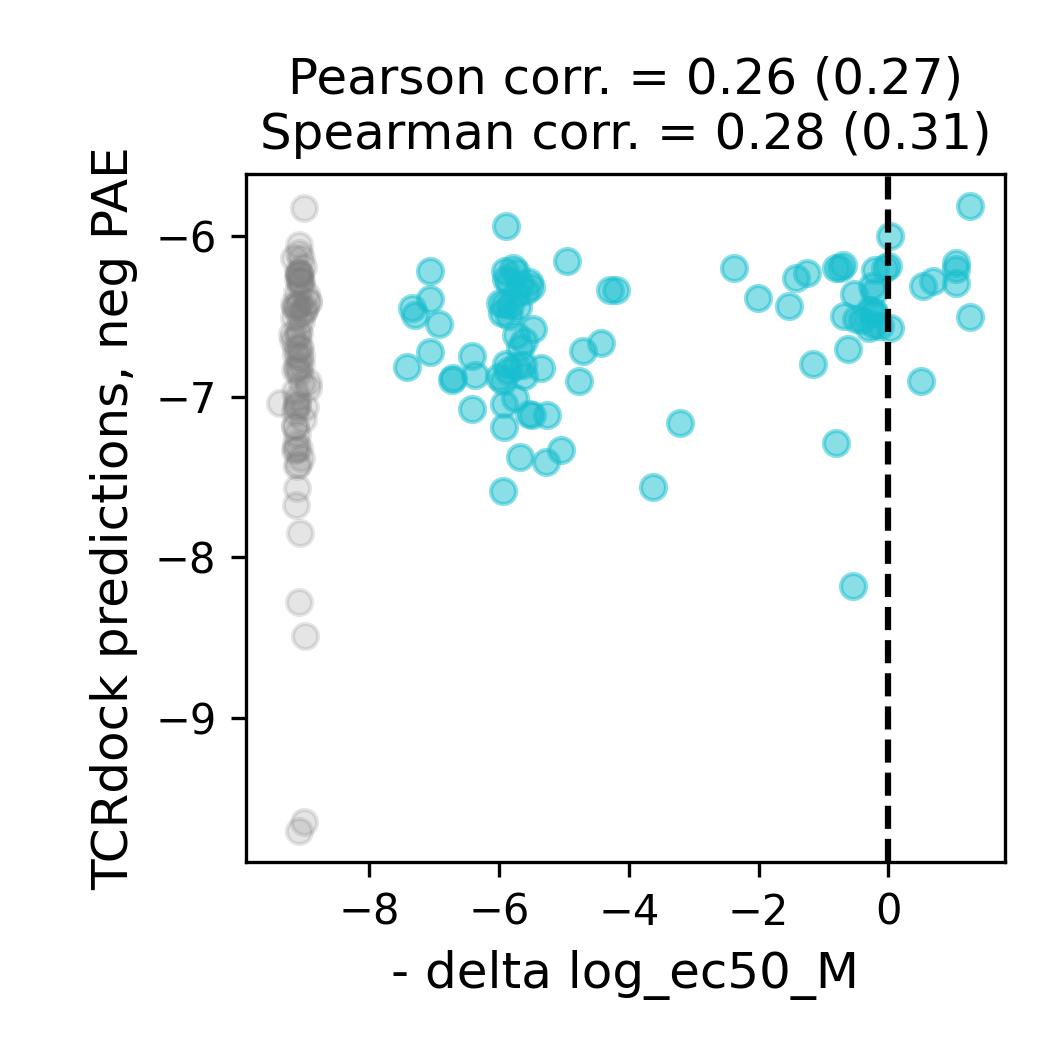 Pearson corr. = 0.26 (0.27)
Spearman corr. = 0.28 (0.31)
TCRdock predictions, neg PAE
−6
−7
−8
−9
−8
−6
−4
−2
0
- delta log_ec50_M